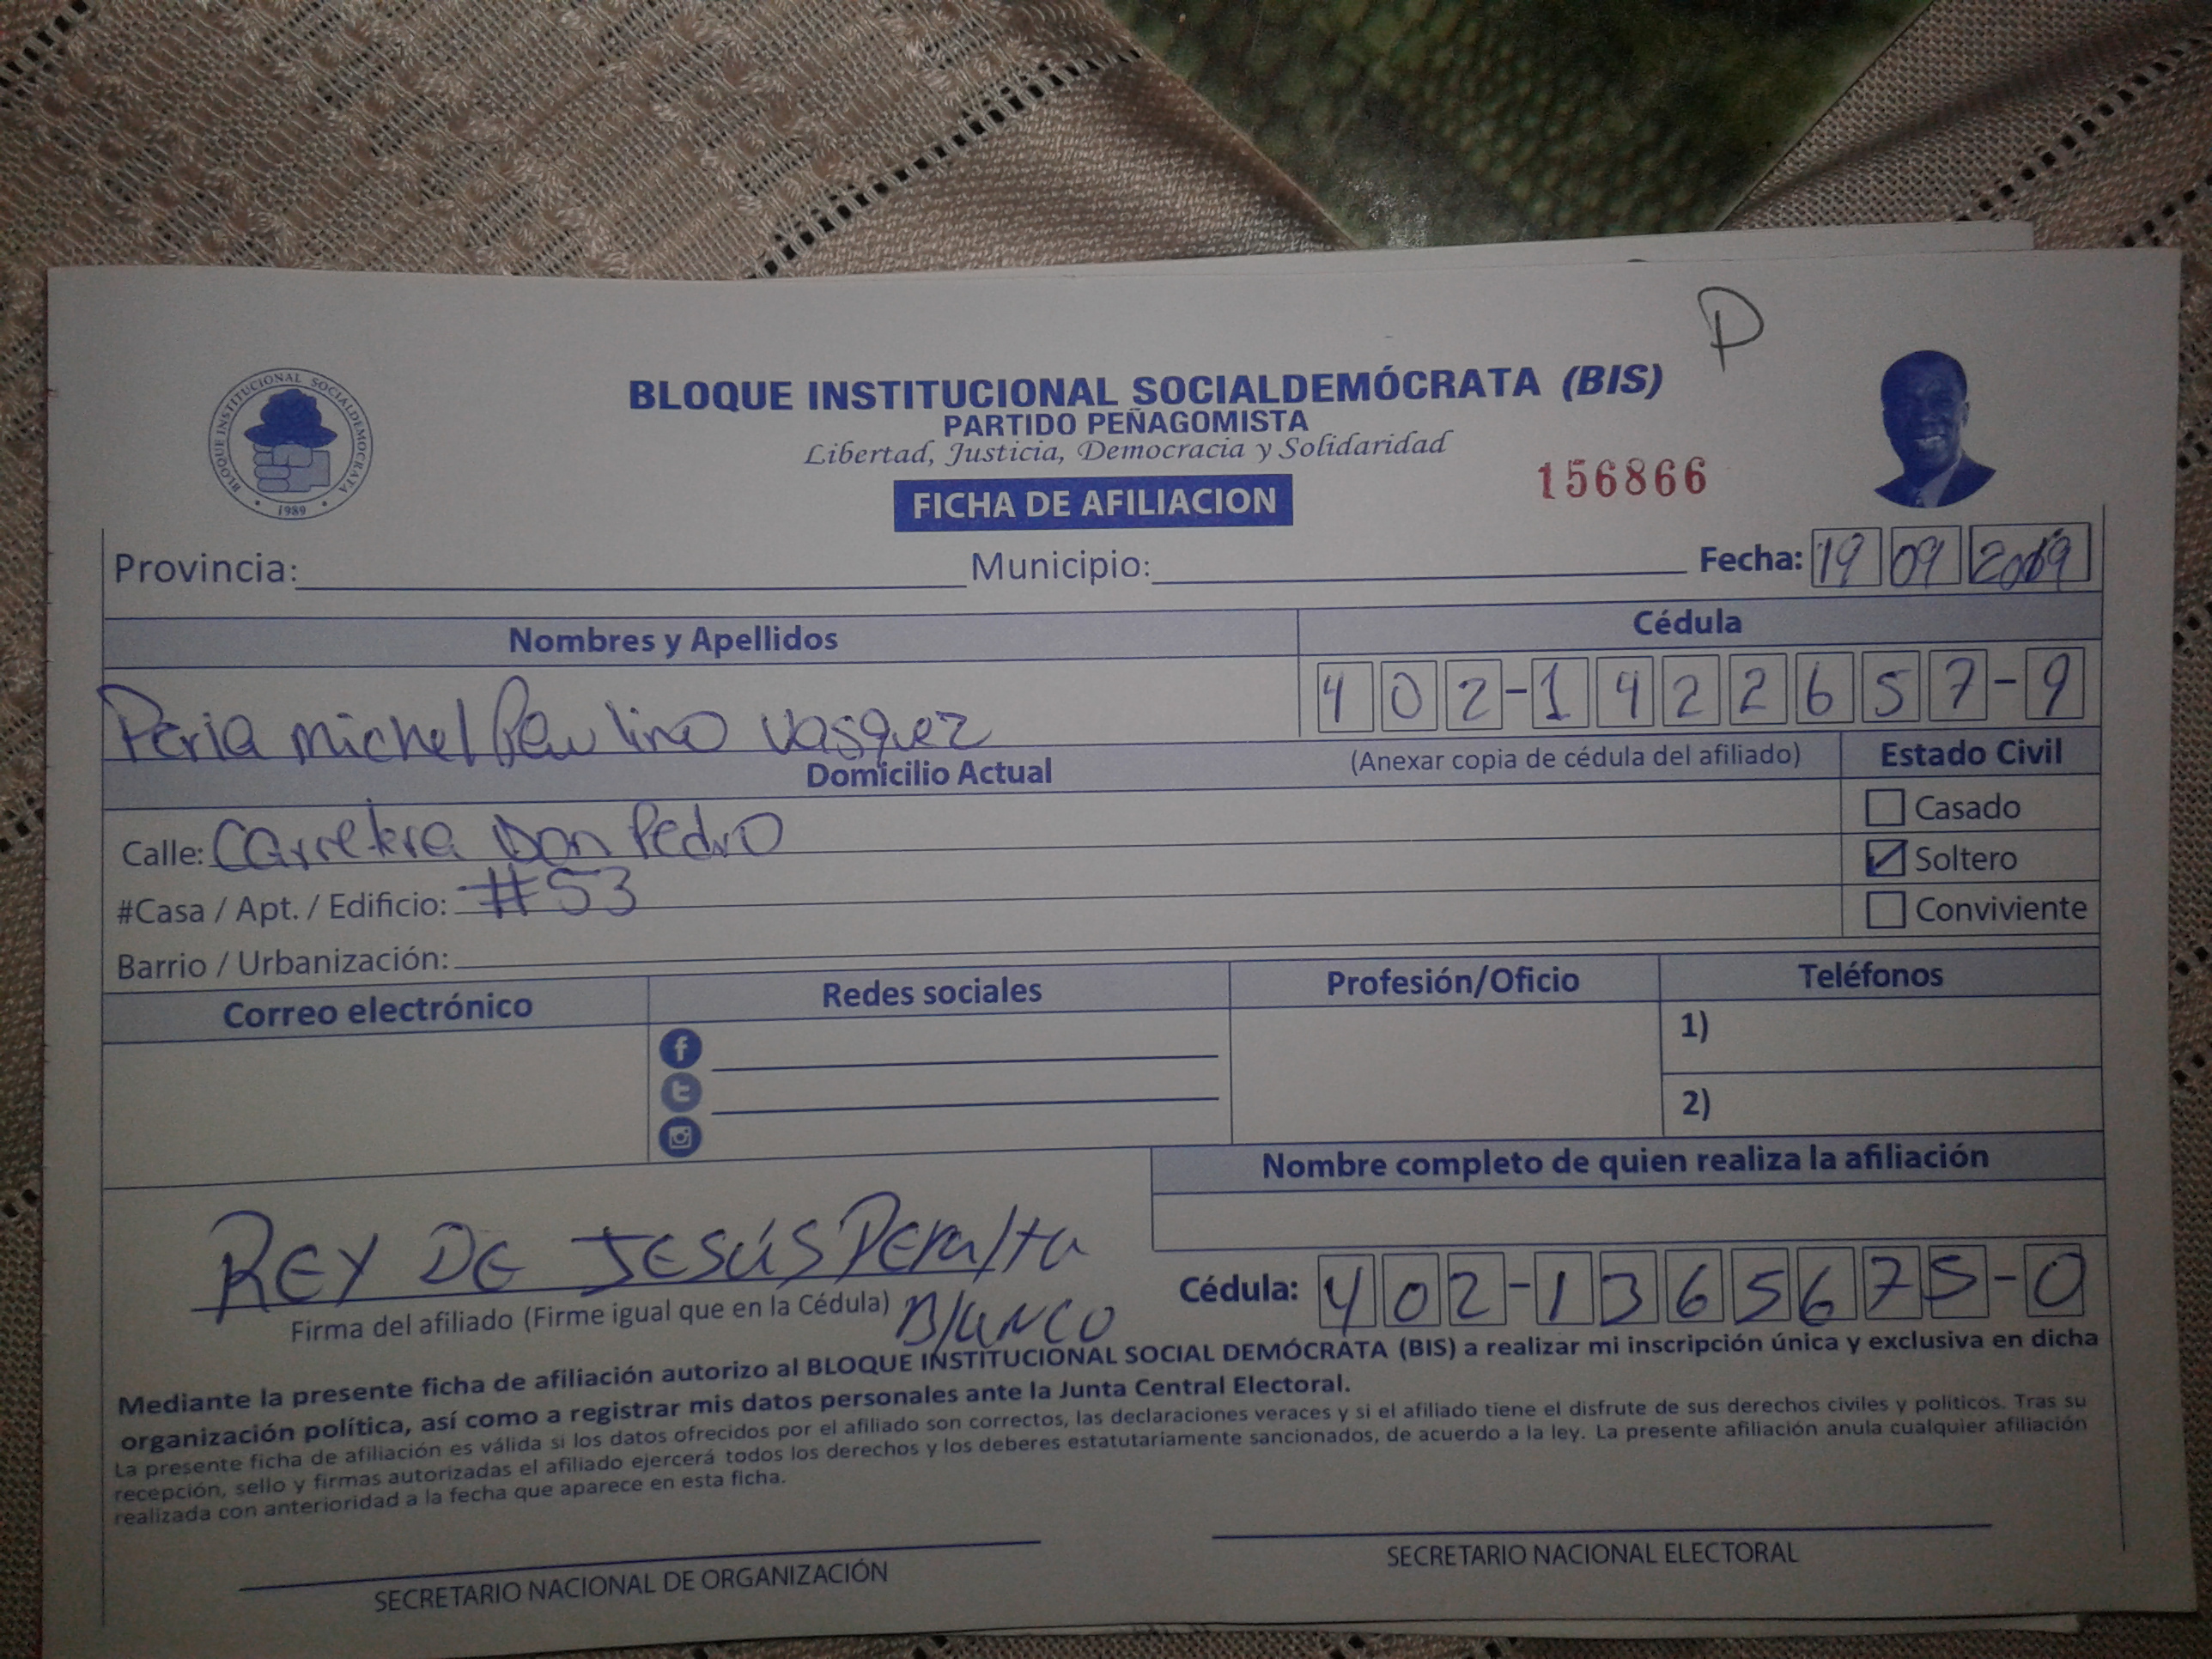 P
BLOQUE INSTITUCIONAL SOCIALDEMÓCRATA (BIS)
PARTIDO PEÑAGOMISTA
Libertad, Justicia, Democracia y Solidaridad
BLOQUE INSTITUCIONAL SOCIALDEMOCRATA
• 1989 •
156866
FICHA DE AFILIACION
Provincia: Municipio: Fecha: 19 09 2019
Nombres y Apellidos Cédula
Peria Michel Paulino Vasquez 402-1422657-9
Domicilio Actual (Anexar copia de cédula del afiliado) Estado Civil
Calle: Carretera Don Pedro Casado
#Casa / Apt. / Edificio: #53 Soltero
Barrio / Urbanización: Conviviente
Correo electrónico Redes sociales Profesión/Oficio Teléfonos
1)
2)
Nombre completo de quien realiza la afiliación
REY DE JESÚS PERAlta
Blanco
Firma del afiliado (Firme igual que en la Cédula) Cédula: 402-1365675-0
Mediante la presente ficha de afiliación autorizo al BLOQUE INSTITUCIONAL SOCIAL DEMÓCRATA (BIS) a realizar mi inscripción única y exclusiva en dicha
organización política, así como a registrar mis datos personales ante la Junta Central Electoral.
La presente ficha de afiliación es válida si los datos ofrecidos por el afiliado son correctos, las declaraciones veraces y si el afiliado tiene el disfrute de sus derechos civiles y políticos. Tras su
recepción, sello y firmas autorizadas el afiliado ejercerá todos los derechos y los deberes estatutariamente sancionados, de acuerdo a la ley. La presente afiliación anula cualquier afiliación
realizada con anterioridad a la fecha que aparece en esta ficha.
SECRETARIO NACIONAL DE ORGANIZACIÓN SECRETARIO NACIONAL ELECTORAL